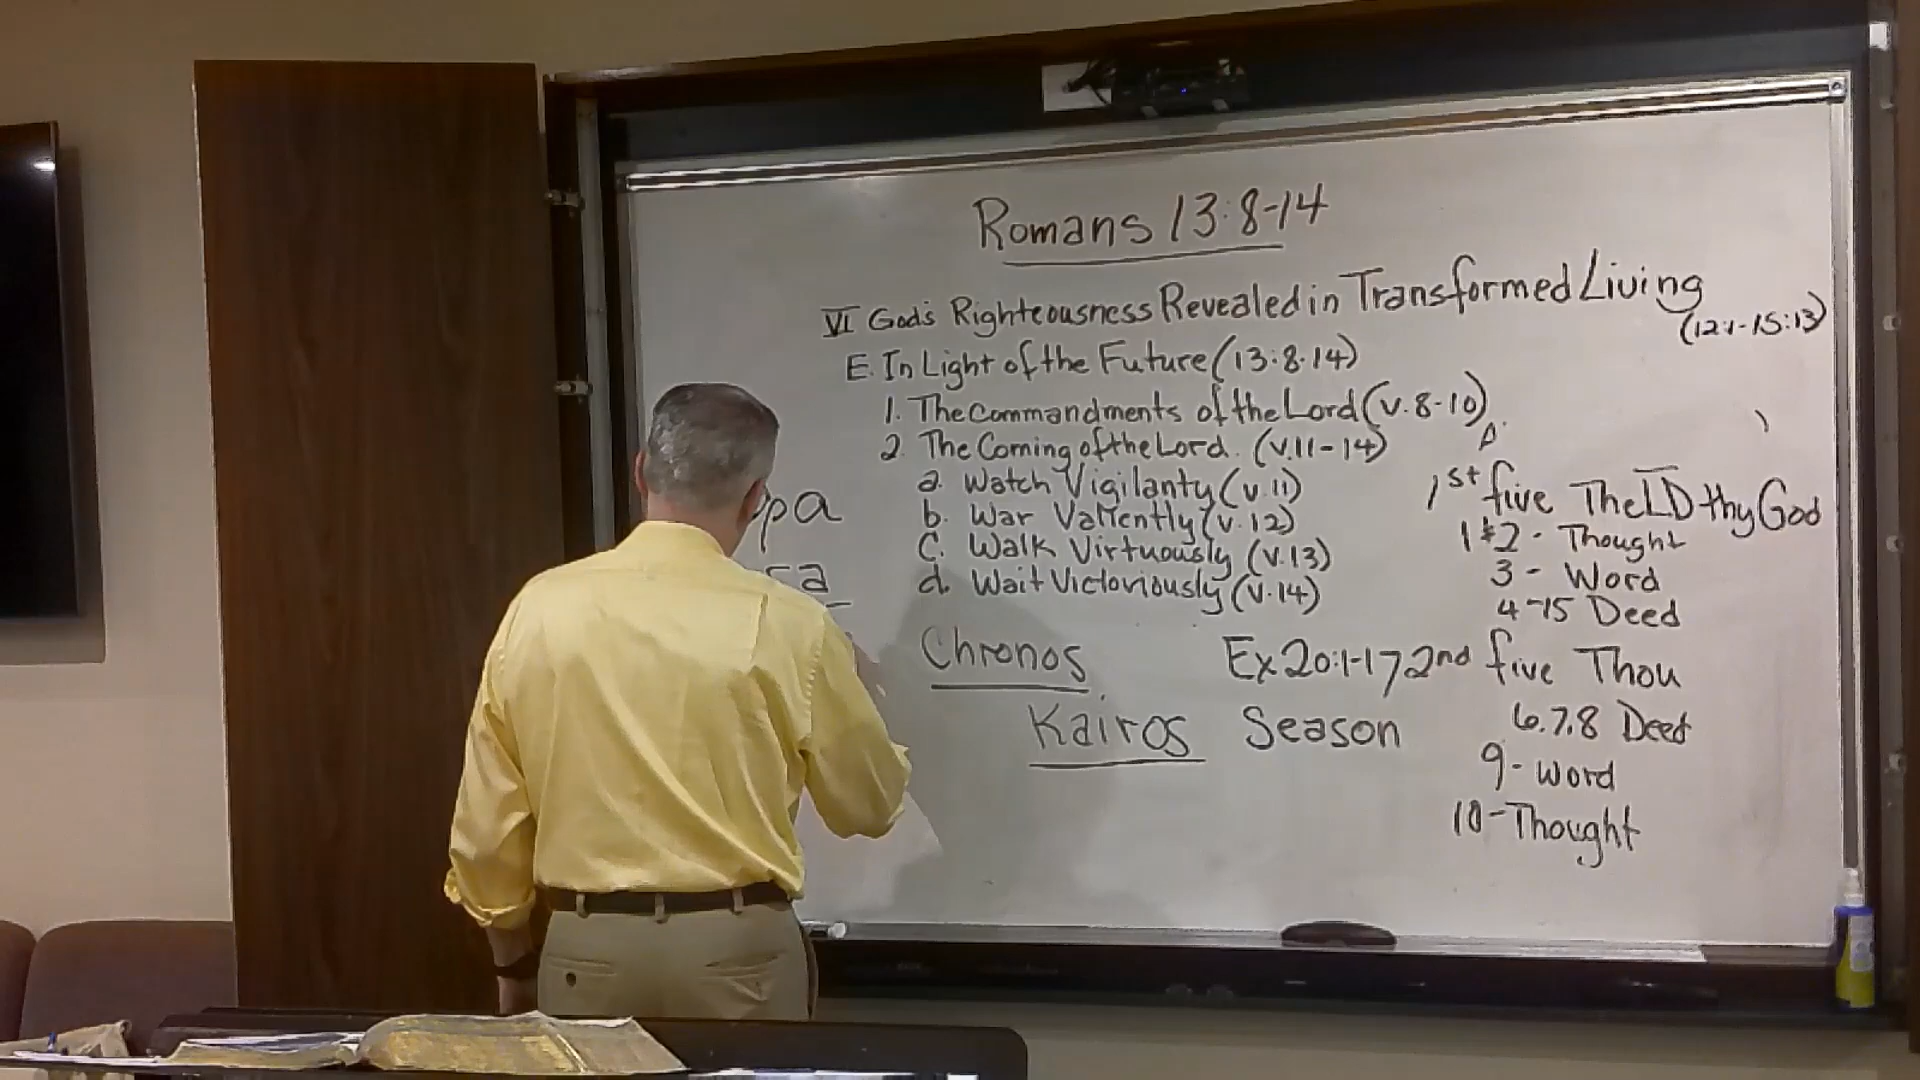 Romans 13:8-14
VI God's Righteousness Revealed in Transformed Living
(12:1-15:13)
E. In Light of the Future (13:8-14)
1. The Commandments of the Lord (v.8-10)
2. The Coming of the Lord. (v.11-14)
a. Watch Vigilanty (v.11)
b. War Valiently (v.12)
c. Walk Virtuously (v.13)
d. Wait Victoriously (v.14)
1st five The LD thy God
1 & 2 - Thought
3 - Word
4-15 Deed
Chronos
Ex 20:1-17 2nd five Thou
Kairos Season
6.7.8 Deed
9 - Word
10 - Thought